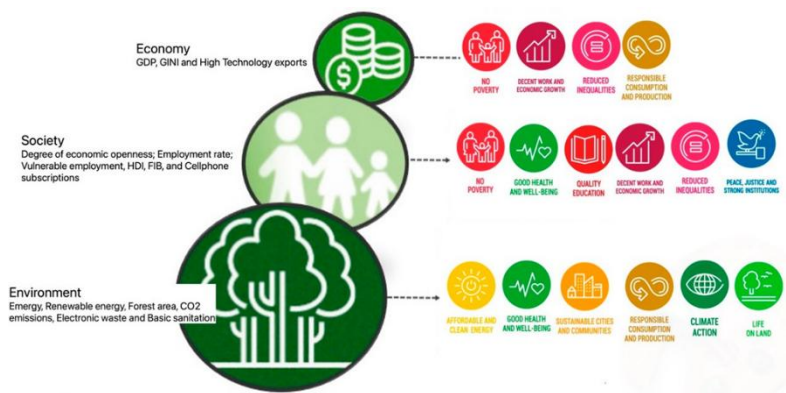 Economy
GDP, GINI and High Technology exports
$
NO
POVERTY
DECENT WORK AND
ECONOMIC GROWTH
REDUCED
INEQUALITIES
RESPONSIBLE
CONSUMPTION
AND PRODUCTION
Society
Degree of economic openness; Employment rate;
Vulnerable employment, HDI, FIB, and Cellphone
subscriptions
NO
POVERTY
GOOD HEALTH
AND WELL-BEING
QUALITY
EDUCATION
DECENT WORK AND
ECONOMIC GROWTH
REDUCED
INEQUALITIES
PEACE, JUSTICE AND
STRONG INSTITUTIONS
Environment
Emergy, Renewable energy, Forest area, CO2
emissions, Electronic waste and Basic sanitation
AFFORDABLE AND
CLEAN ENERGY
GOOD HEALTH
AND WELL-BEING
SUSTAINABLE CITIES
AND COMMUNITIES
RESPONSIBLE
CONSUMPTION
AND PRODUCTION
CLIMATE
ACTION
LIFE
ON LAND